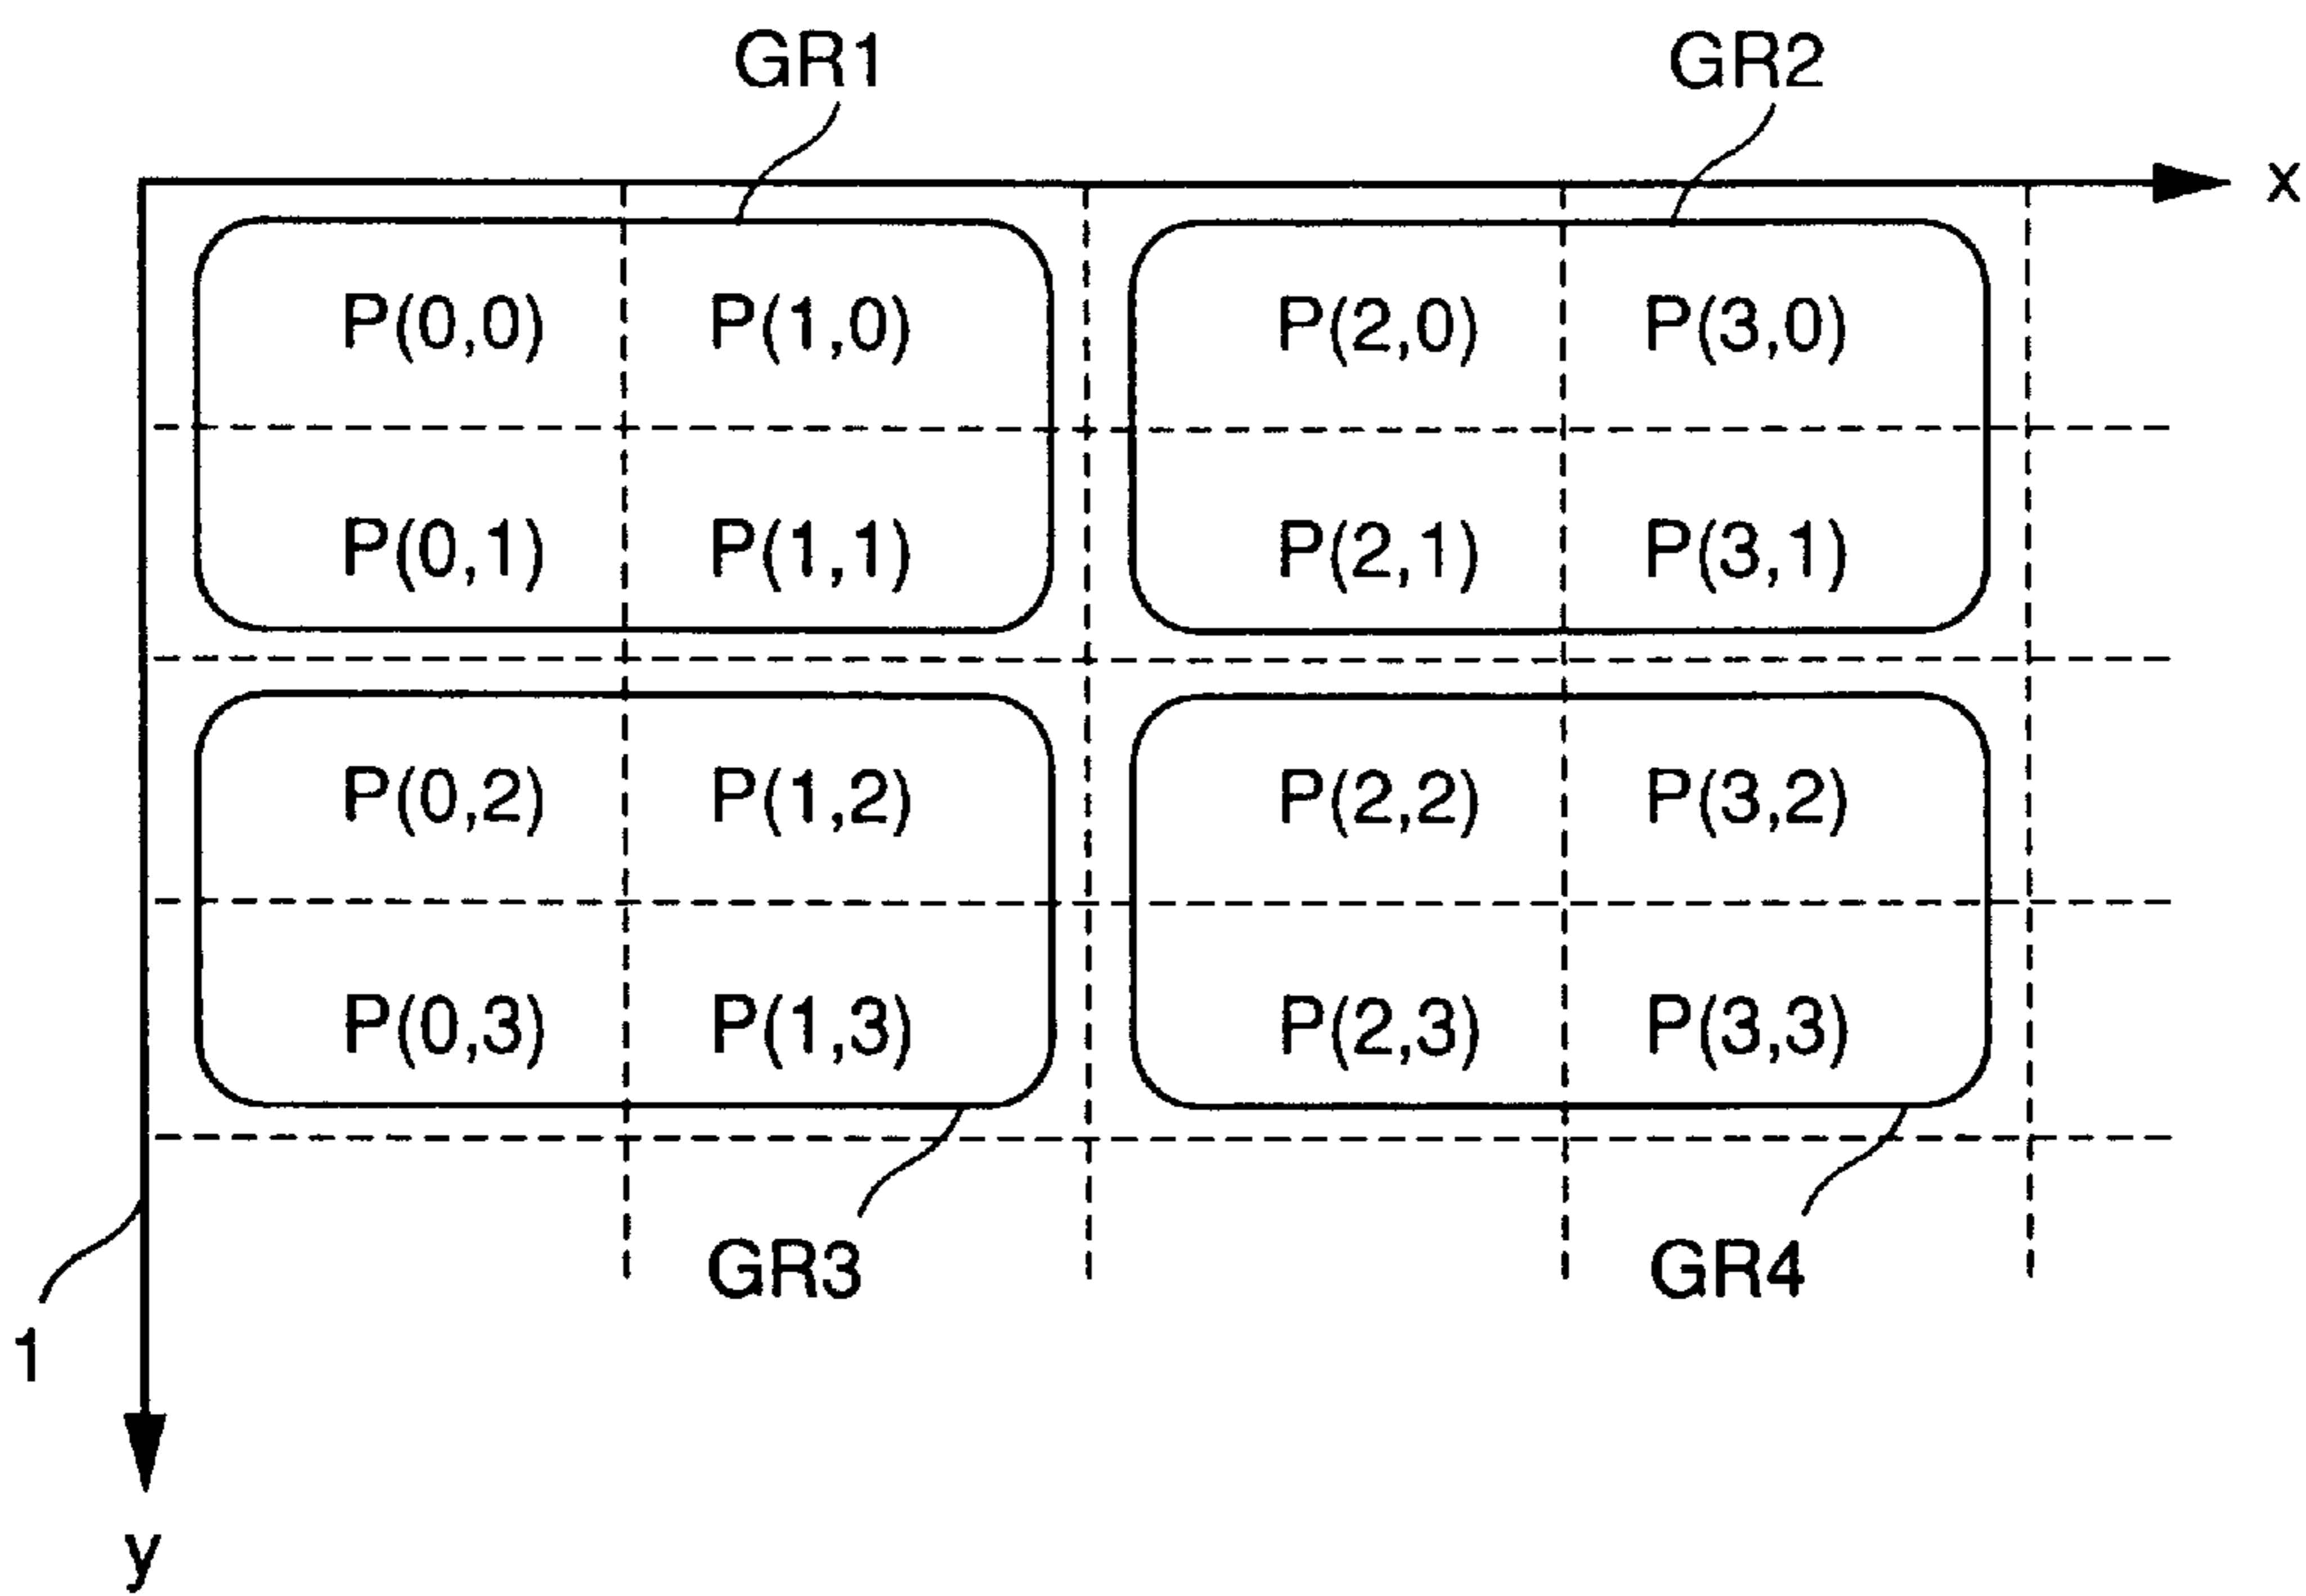 GR1 GR2
x
P(0,0) P(1,0) P(2,0) P(3,0)
P(0,1) P(1,1) P(2,1) P(3,1)
P(0,2) P(1,2) P(2,2) P(3,2)
P(0,3) P(1,3) P(2,3) P(3,3)
GR3 GR4
1
y